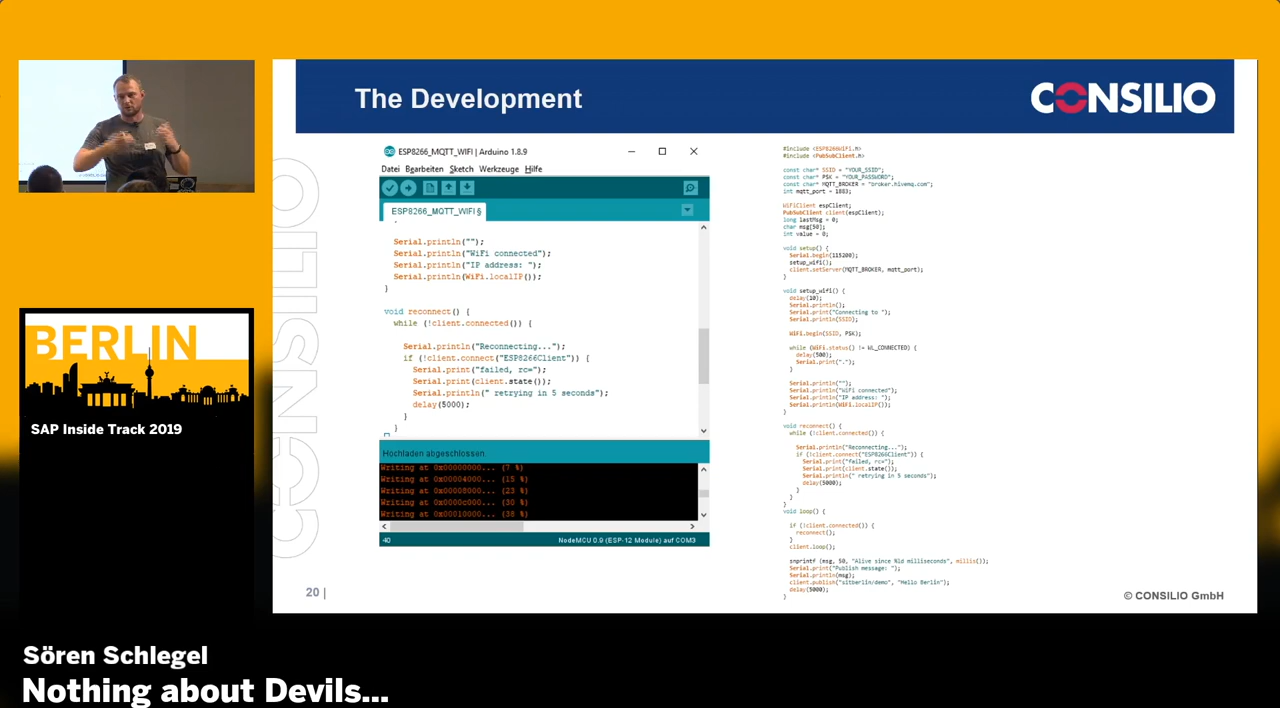 The Development
CONSILIO
CONSILIO
ESP8266_MQTT_WIFI | Arduino 1.8.9
Datei Bearbeiten Sketch Werkzeuge Hilfe
ESP8266_MQTT_WIFI §
Serial.println("");
Serial.println("WiFi connected");
Serial.println("IP address: ");
Serial.println(WiFi.localIP());
}
void reconnect() {
while (!client.connected()) {
Serial.println("Reconnecting...");
if (!client.connect("ESP8266Client")) {
Serial.print("failed, rc=");
Serial.print(client.state());
Serial.println(" retrying in 5 seconds");
delay(5000);
}
}
Hochladen abgeschlossen.
Writing at 0x00000000... (7 %)
Writing at 0x00004000... (15 %)
Writing at 0x00008000... (23 %)
Writing at 0x0000c000... (30 %)
Writing at 0x00010000... (38 %)
40
NodeMCU 0.9 (ESP-12 Module) auf COM3
#include <ESP8266WiFi.h>
#include <PubSubClient.h>
const char* SSID = "YOUR_SSID";
const char* PSK = "YOUR_PASSWORD";
const char* MQTT_BROKER = "broker.hivemq.com";
int mqtt_port = 1883;
WiFiClient espClient;
PubSubClient client(espClient);
long lastMsg = 0;
char msg[50];
int value = 0;
void setup() {
Serial.begin(115200);
setup_wifi();
client.setServer(MQTT_BROKER, mqtt_port);
}
void setup_wifi() {
delay(10);
Serial.println();
Serial.print("Connecting to ");
Serial.println(SSID);
WiFi.begin(SSID, PSK);
while (WiFi.status() != WL_CONNECTED) {
delay(500);
Serial.print(".");
}
Serial.println("");
Serial.println("WiFi connected");
Serial.println("IP address: ");
Serial.println(WiFi.localIP());
}
void reconnect() {
while (!client.connected()) {
Serial.println("Reconnecting...");
if (!client.connect("ESP8266Client")) {
Serial.print("failed, rc=");
Serial.print(client.state());
Serial.println(" retrying in 5 seconds");
delay(5000);
}
}
}
void loop() {
if (!client.connected()) {
reconnect();
}
client.loop();
snprintf (msg, 50, "Alive since %ld milliseconds", millis());
Serial.print("Publish message: ");
Serial.println(msg);
client.publish("sitberlin/demo", "Hello Berlin");
delay(5000);
}
20 |
© CONSILIO GmbH
BERLIN
SAP Inside Track 2019
Sören Schlegel
Nothing about Devils...